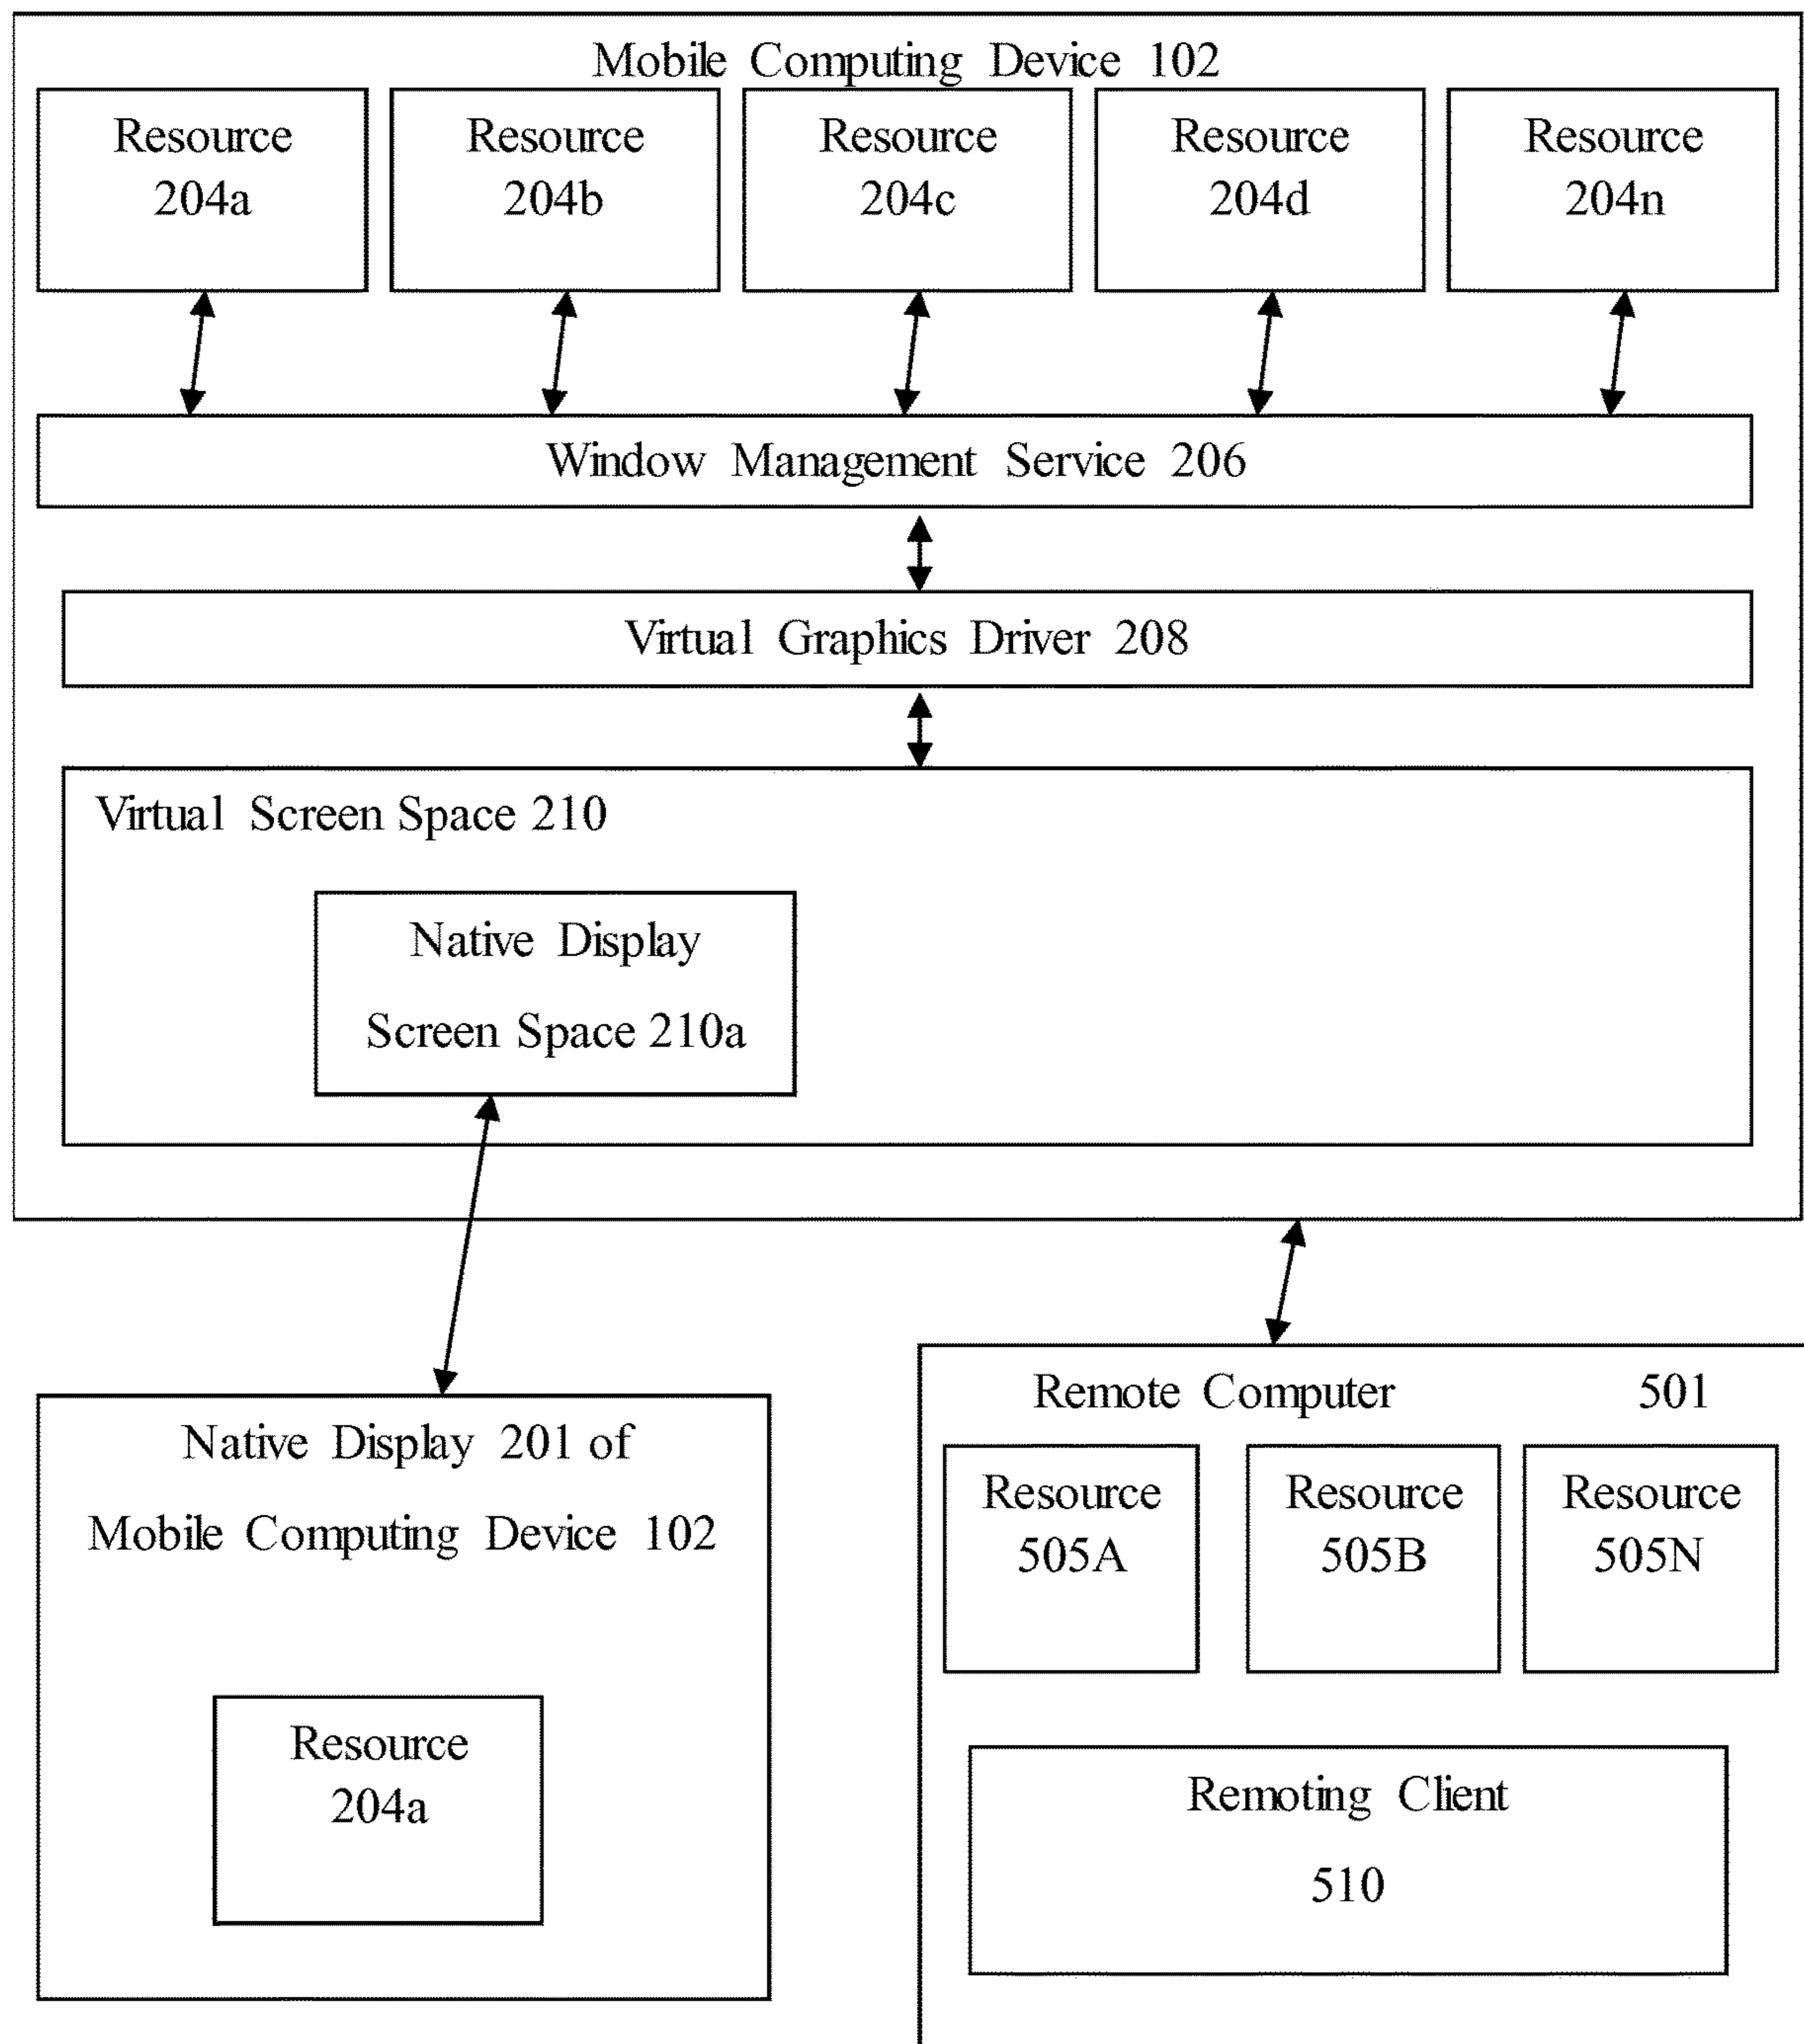 Mobile Computing Device 102
Resource
204a
Resource
204b
Resource
204c
Resource
204d
Resource
204n
Window Management Service 206
Virtual Graphics Driver 208
Virtual Screen Space 210
Native Display
Screen Space 210a
Native Display 201 of
Mobile Computing Device 102
Resource
204a
Remote Computer 501
Resource
505A
Resource
505B
Resource
505N
Remoting Client
510